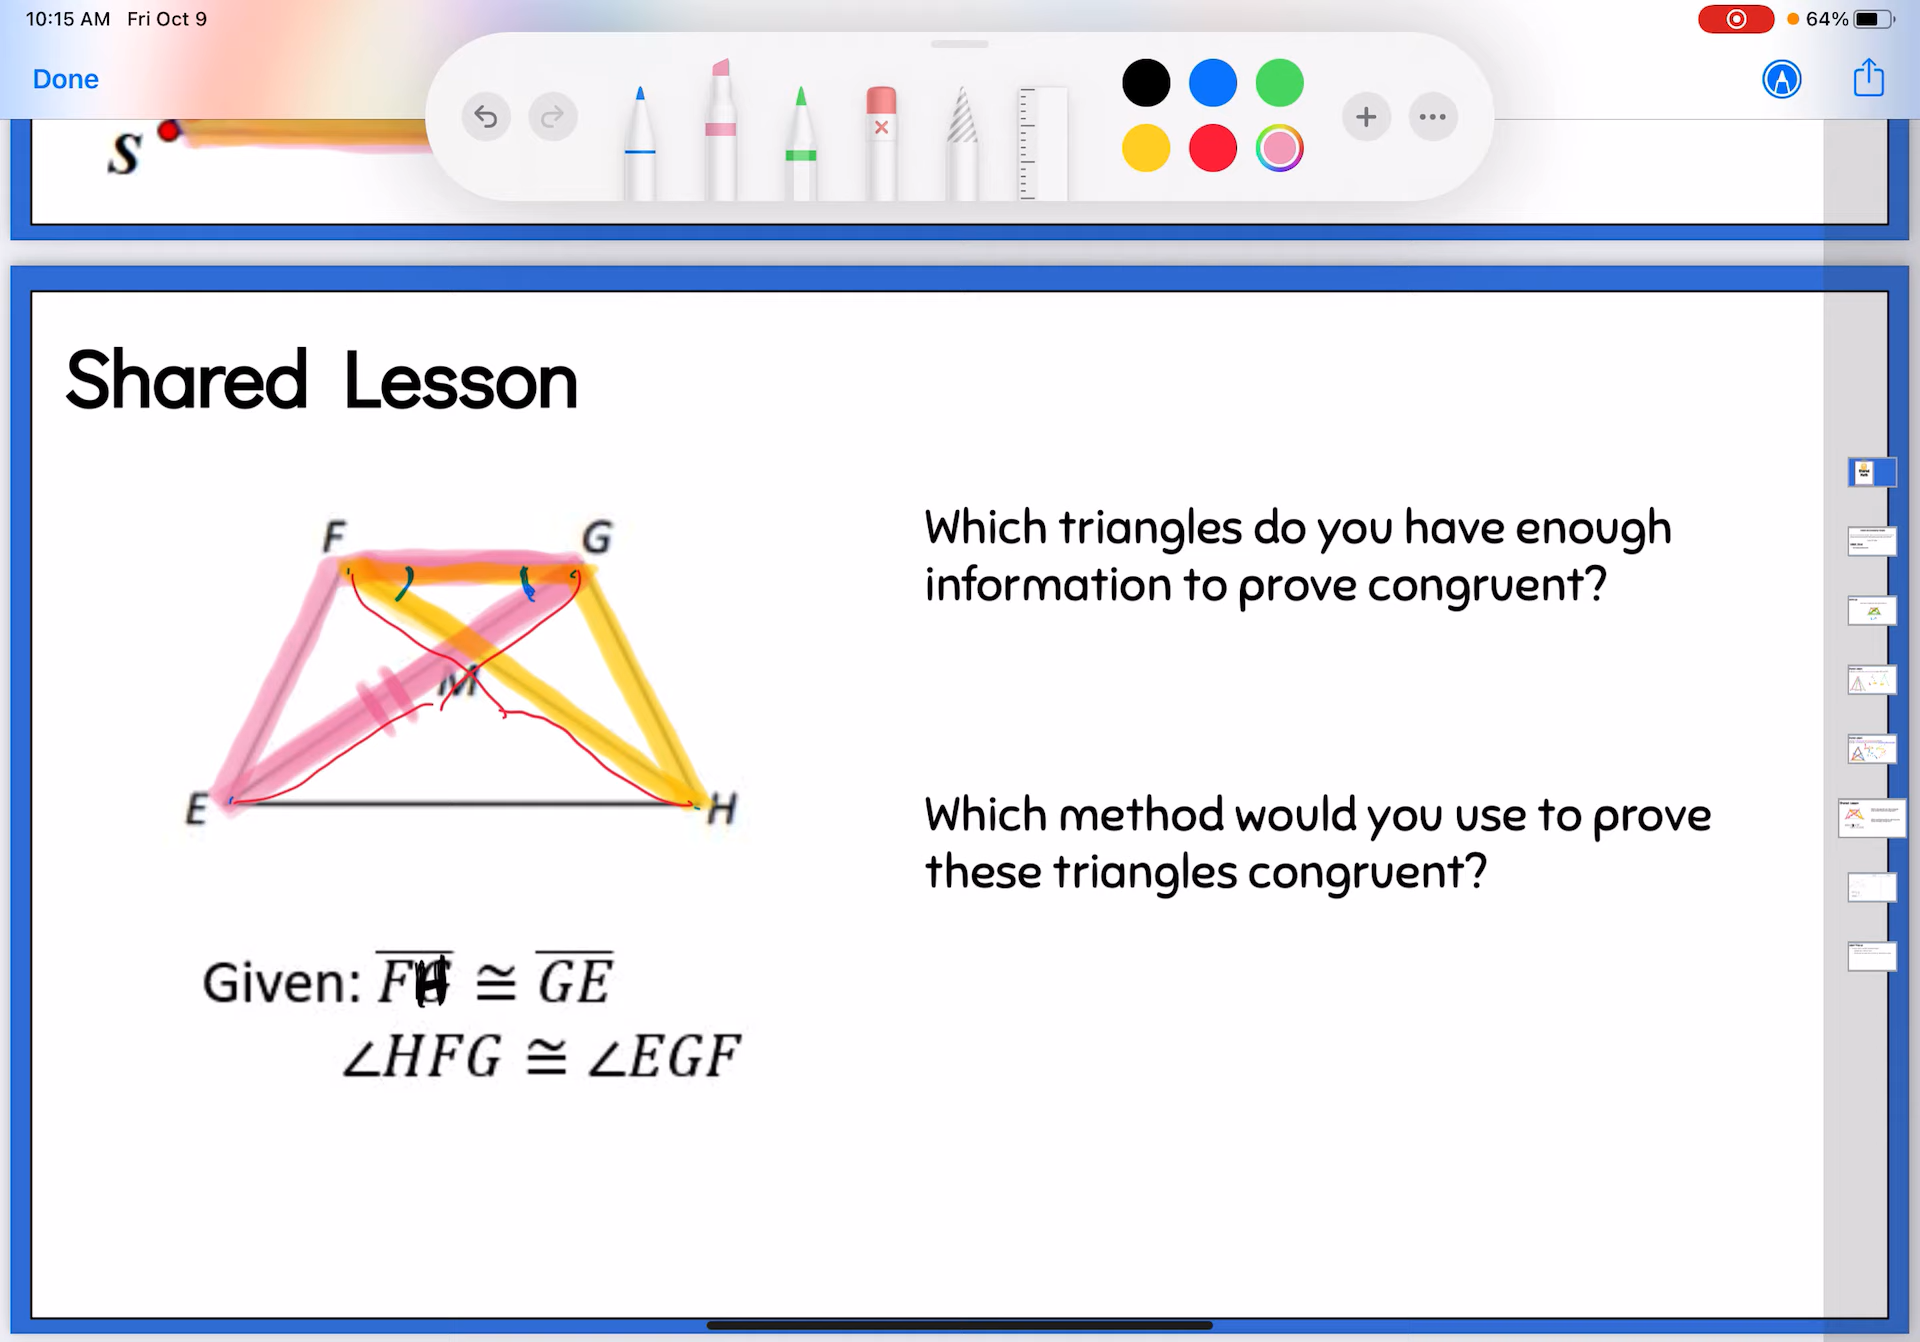 10:15 AM Fri Oct 9
64%
Done
S
Shared Lesson
F
G
M
E
H
Which triangles do you have enough
information to prove congruent?
Which method would you use to prove
these triangles congruent?
Given: FH ≅ GE
∠HFG ≅ ∠EGF